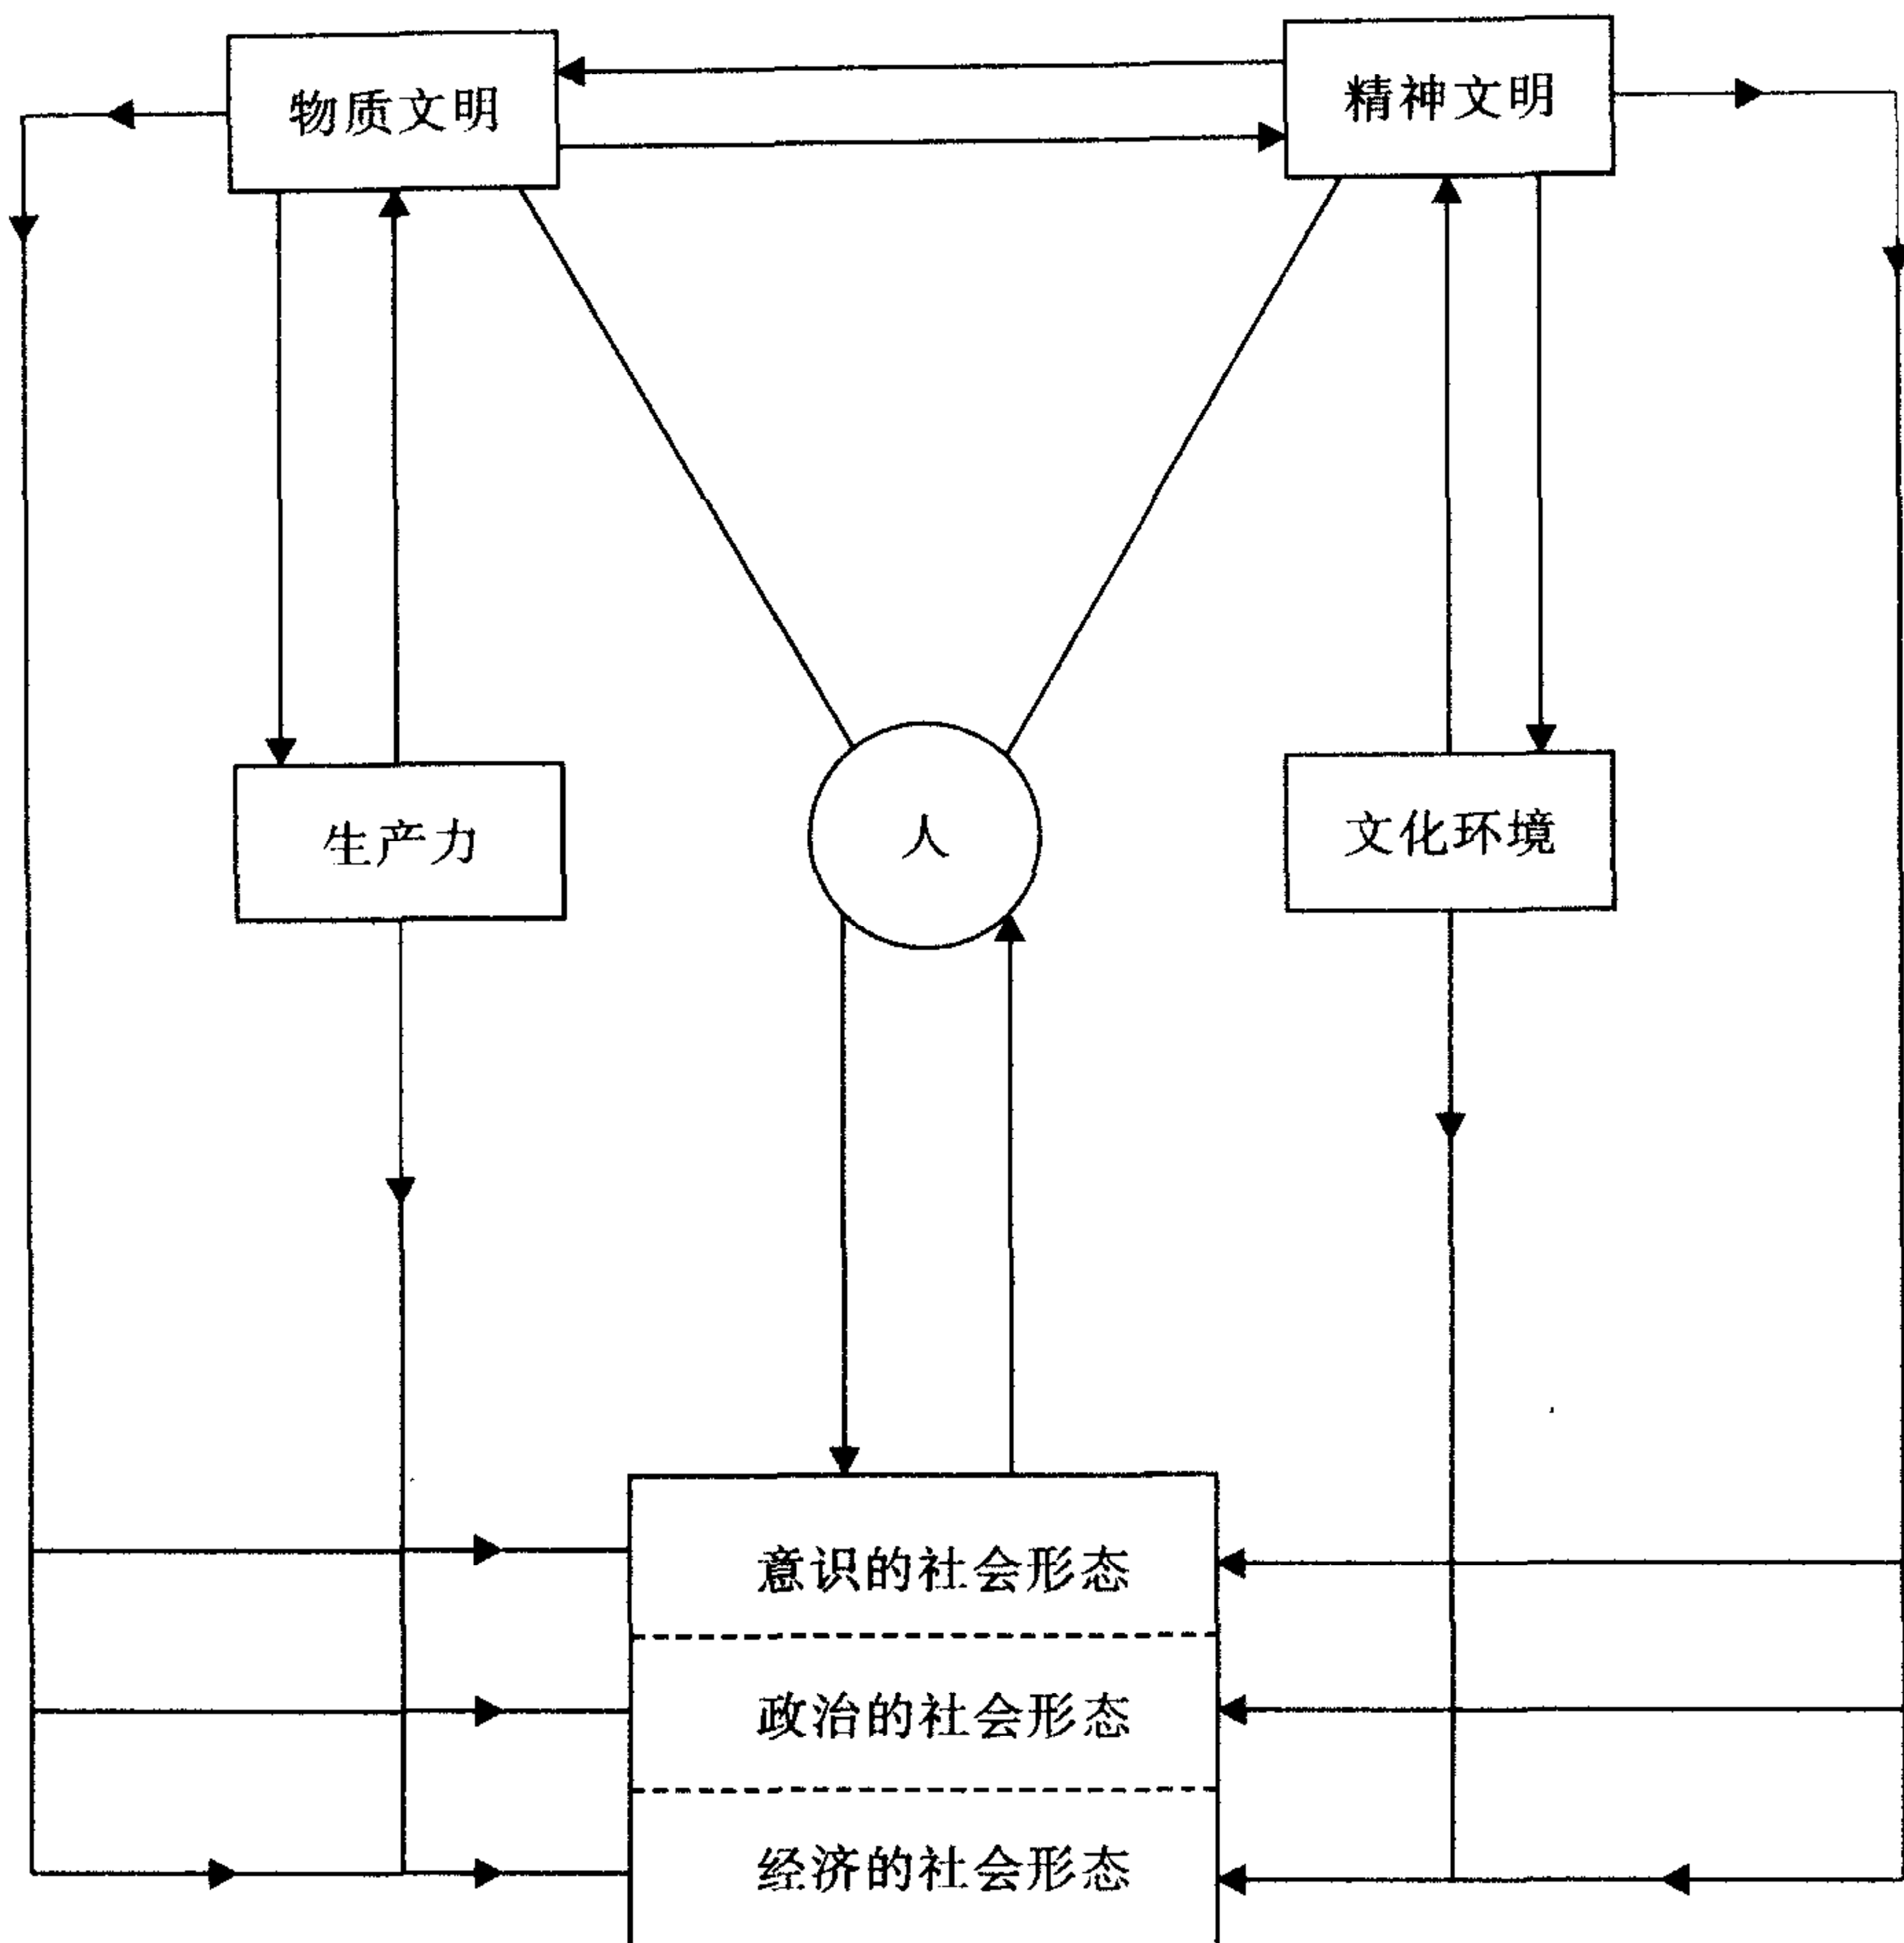 物质文明
精神文明
生产力
人
文化环境
意识的社会形态
政治的社会形态
经济的社会形态